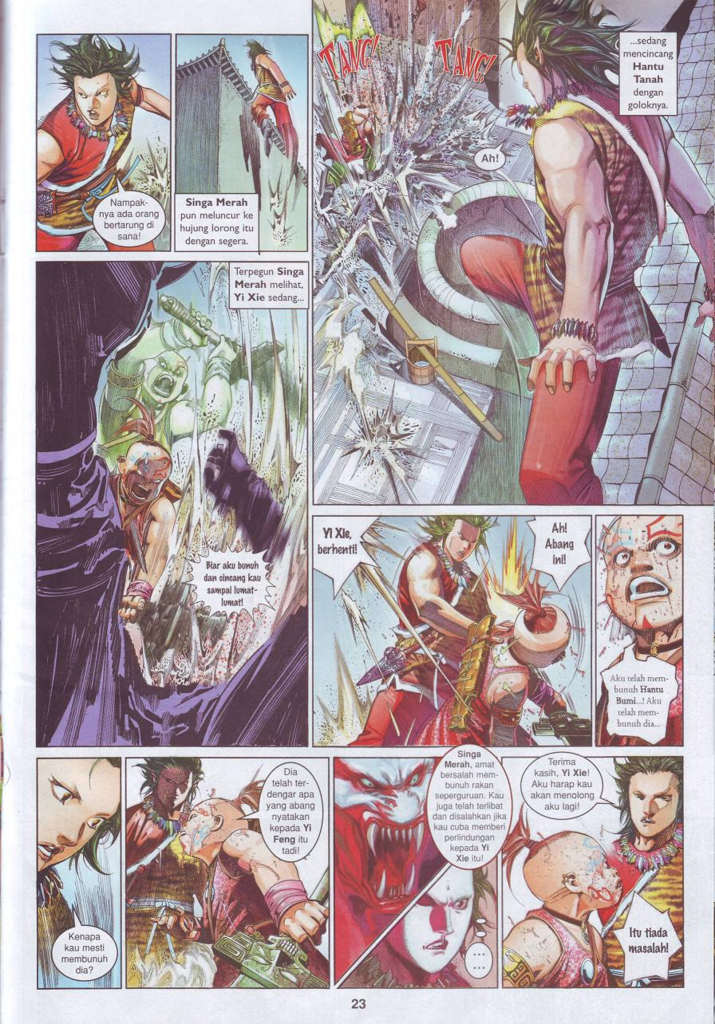 Nampak-
nya ada orang
bertarung di
sana!
Singa Merah
pun meluncur ke
hujung lorong itu
dengan segera.
Terpegun Singa
Merah melihat,
Yi Xie sedang...
Biar aku bunuh
dan cincang kau
sampai lumat-
lumat!
...sedang
mencincang
Hantu
Tanah
dengan
goloknya.
TANG!
TANG!
Ah!
Yi Xie,
berhenti!
Ah!
Abang
ini!
Aku telah mem-
bunuh Hantu
Bumi...! Aku
telah mem-
bunuh dia...
Kenapa
kau mesti
membunuh
dia?
Dia
telah ter-
dengar apa
yang abang
nyatakan
kepada Yi
Feng itu
tadi!
Singa
Merah, amat
bersalah mem-
bunuh rakan
seperguruan. Kau
juga telah terlibat
dan disalahkan jika
kau cuba memberi
perlindungan
kepada Yi
Xie itu!
...
...
Terima
kasih, Yi Xie!
Aku harap kau
akan menolong
aku lagi!
Itu tiada
masalah!
23